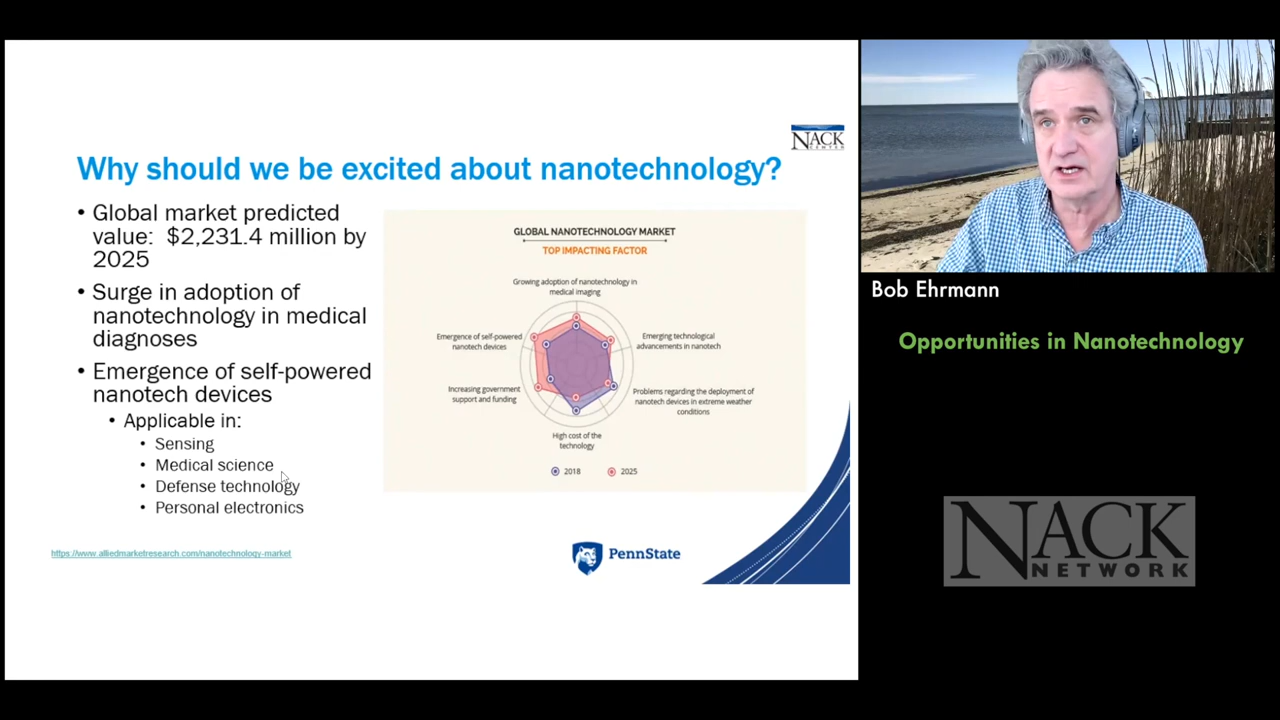 NACK
CENTER
Why should we be excited about nanotechnology?
• Global market predicted
value: $2,231.4 million by
2025
• Surge in adoption of
nanotechnology in medical
diagnoses
• Emergence of self-powered
nanotech devices
• Applicable in:
• Sensing
• Medical science
• Defense technology
• Personal electronics
https://www.alliedmarketresearch.com/nanotechnology-market
GLOBAL NANOTECHNOLOGY MARKET
TOP IMPACTING FACTOR
Growing adoption of nanotechnology in
medical imaging
Emergence of self-powered
nanotech devices
Emerging technological
advancements in nanotech
Increasing government
support and funding
Problems regarding the deployment of
nanotech devices in extreme weather
conditions
High cost of the
technology
2018
2025
PennState
Bob Ehrmann
Opportunities in Nanotechnology
NACK
NETWORK